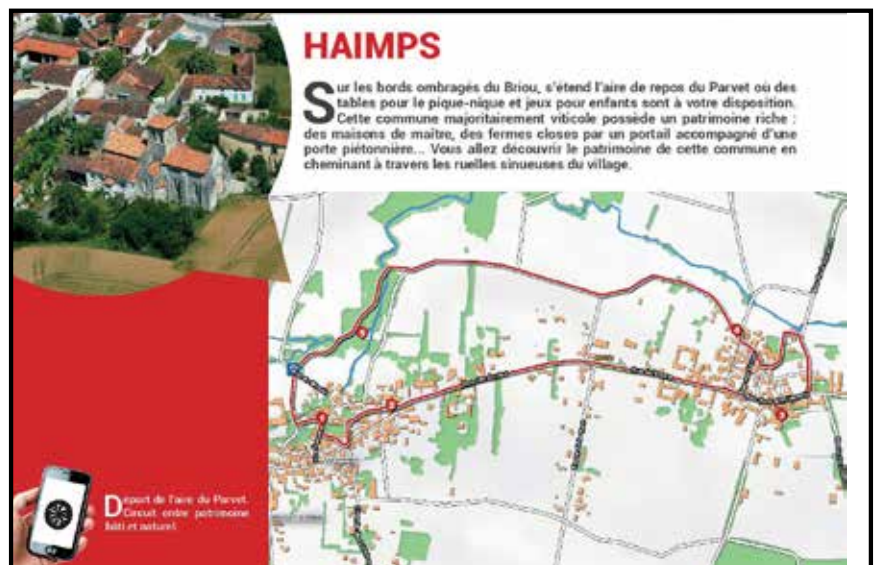 HAIMPS
Sur les bords ombragés du Briou, s'étend l'aire de repos du Parvet où des
tables pour le pique-nique et jeux pour enfants sont à votre disposition.
Cette commune majoritairement viticole possède un patrimoine riche :
des maisons de maître, des fermes closes par un portail accompagné d'une
porte piétonnière... Vous allez découvrir le patrimoine de cette commune en
cheminant à travers les ruelles sinueuses du village.
Départ de l'aire du Parvet.
Circuit entre patrimoine
bâti et naturel.